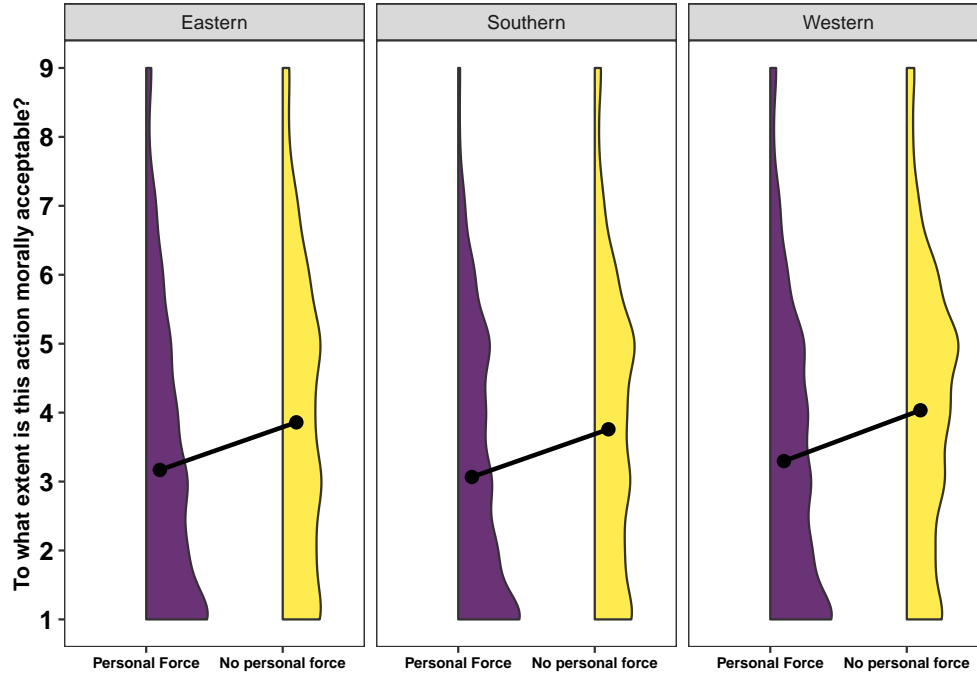 Eastern
Southern
Western
To what extent is this action morally acceptable?
9
8
7
6
5
4
3
2
1
Personal Force
No personal force
Personal Force
No personal force
Personal Force
No personal force